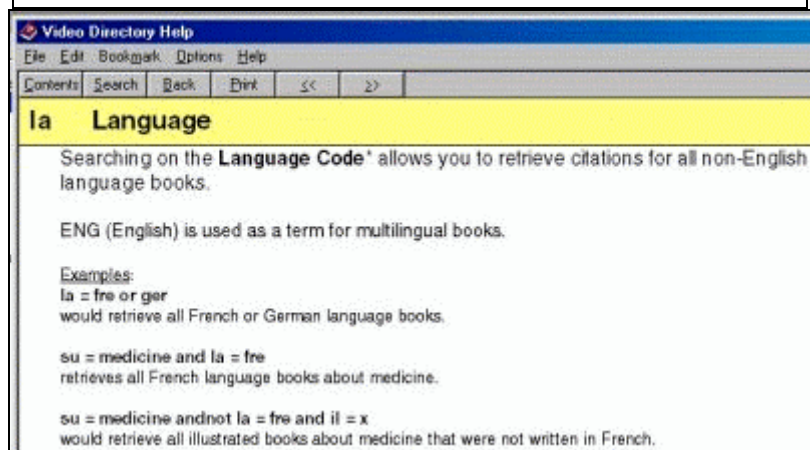 Video Directory Help
File Edit Bookmark Options Help
Contents Search Back Print << >>
la Language
Searching on the Language Code* allows you to retrieve citations for all non-English
language books.
ENG (English) is used as a term for multilingual books.
Examples:
la = fre or ger
would retrieve all French or German language books.
su = medicine and la = fre
retrieves all French language books about medicine.
su = medicine andnot la = fre and il = x
would retrieve all illustrated books about medicine that were not written in French.